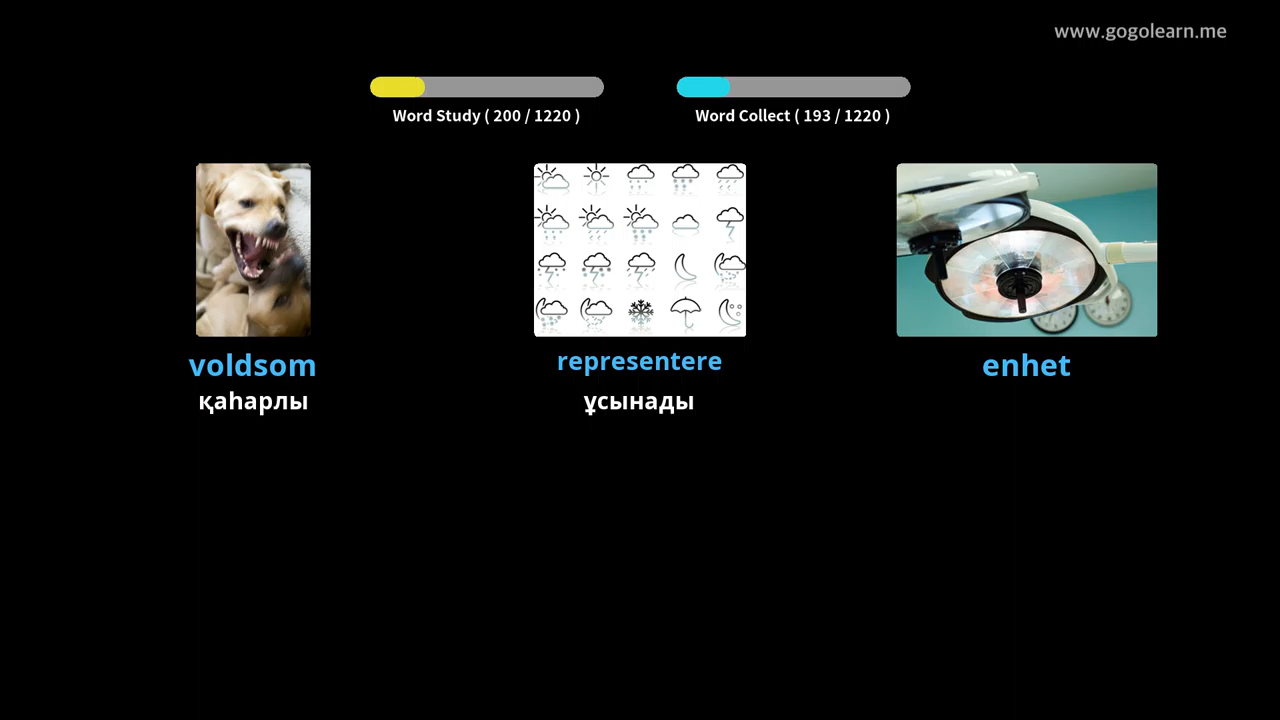 www.gogolearn.me
Word Study ( 200 / 1220 )
Word Collect ( 193 / 1220 )
voldsom
representere
enhet
қаһарлы
ұсынады